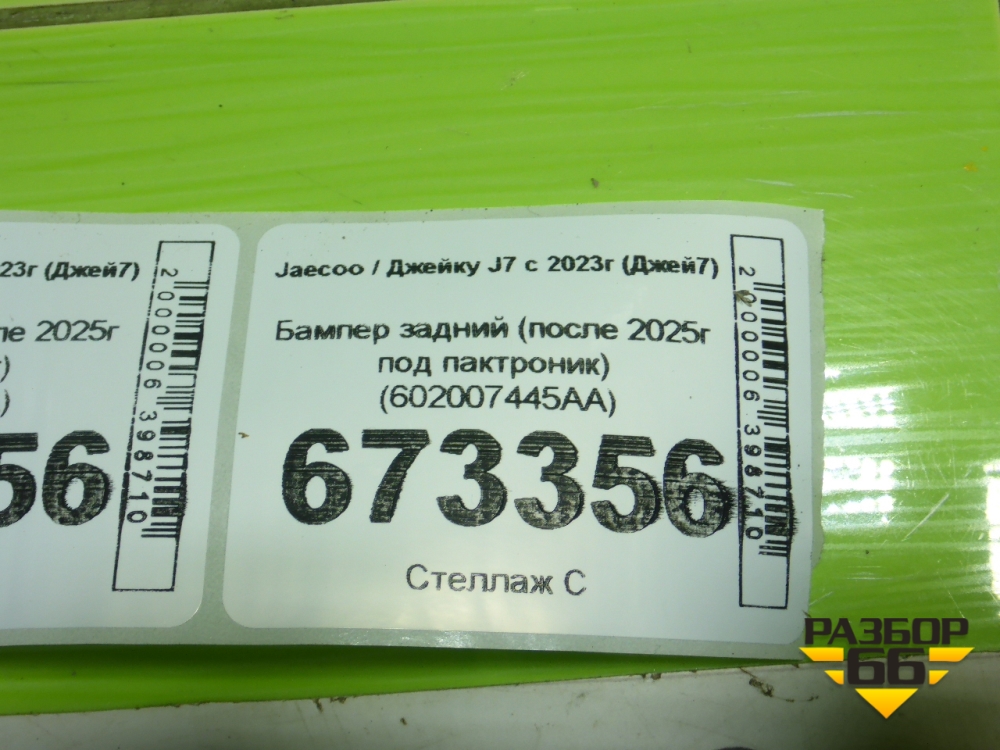 23г (Джей7)
ле 2025г
)
)
56
2000006398710
Jaecoo / Джейку J7 с 2023г (Джей7)
Бампер задний (после 2025г
под пактроник)
(602007445AA)
673356
Стеллаж С
2000006398710
РАЗБОР
66